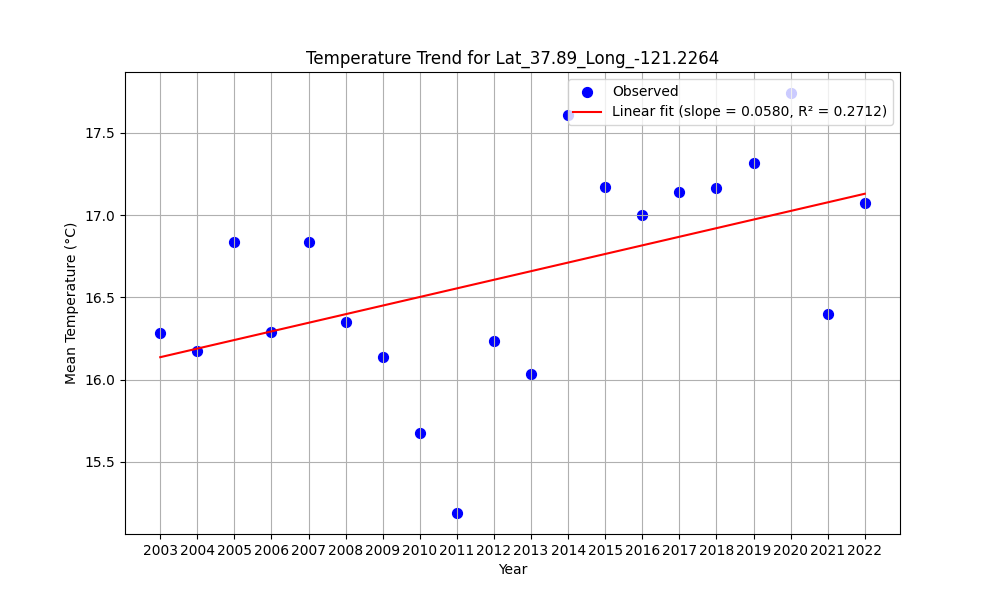 Temperature Trend for Lat_37.89_Long_-121.2264
Observed
Linear fit (slope = 0.0580, R² = 0.2712)
17.5
17.0
16.5
16.0
15.5
Mean Temperature (°C)
2003 2004 2005 2006 2007 2008 2009 2010 2011 2012 2013 2014 2015 2016 2017 2018 2019 2020 2021 2022
Year